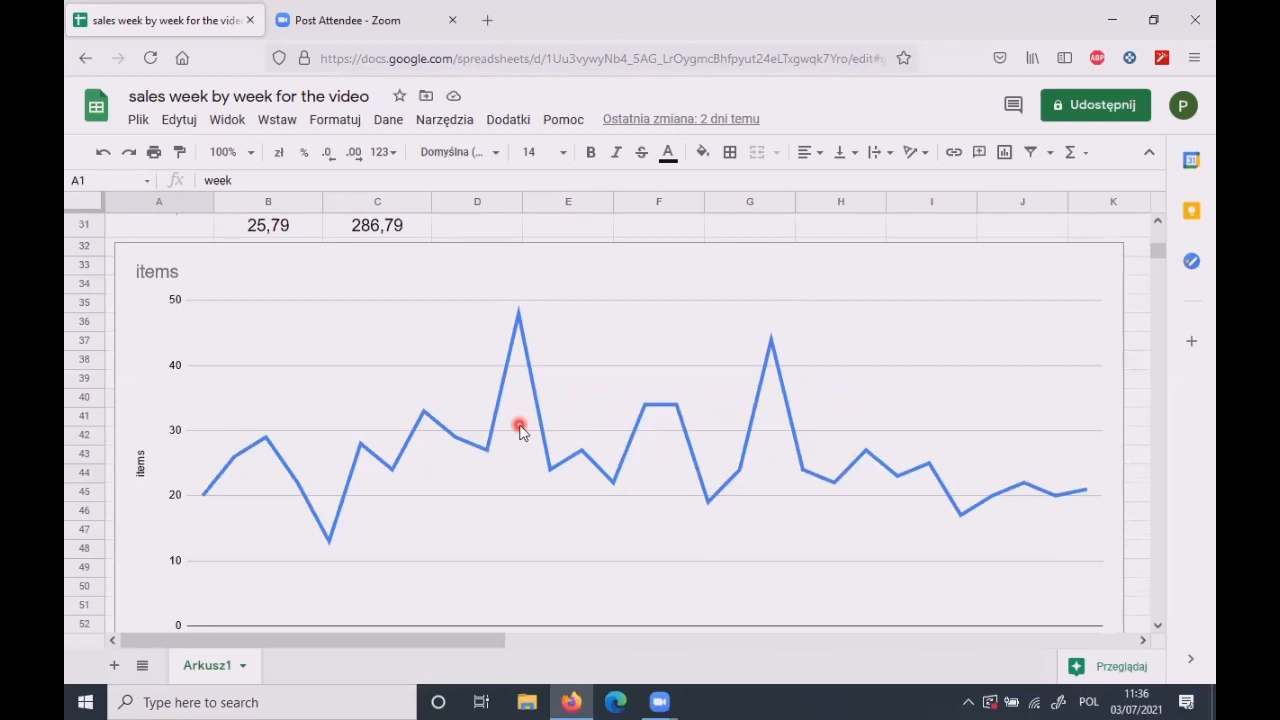 sales week by week for the video
Post Attendee - Zoom
https://docs.google.com/spreadsheets/d/1Uu3vywyNb4_5AG_LrOygmcBhfpyut24eLTxgwqk7Yro/edit#g
sales week by week for the video
Plik Edytuj Widok Wstaw Formatuj Dane Narzędzia Dodatki Pomoc Ostatnia zmiana: 2 dni temu
Udostępnij
P
100% zł % .0 .00 123 Domyślna (... 14 B I S A Σ
A1 fx week
A B C D E F G H I J K
31 25,79 286,79
32
33
34
35
36
37
38
39
40
41
42
43
44
45
46
47
48
49
50
51
52
items
50
40
30
20
10
0
items
Arkusz1
Przeglądaj
Type here to search
POL
11:36
03/07/2021
ABP
31